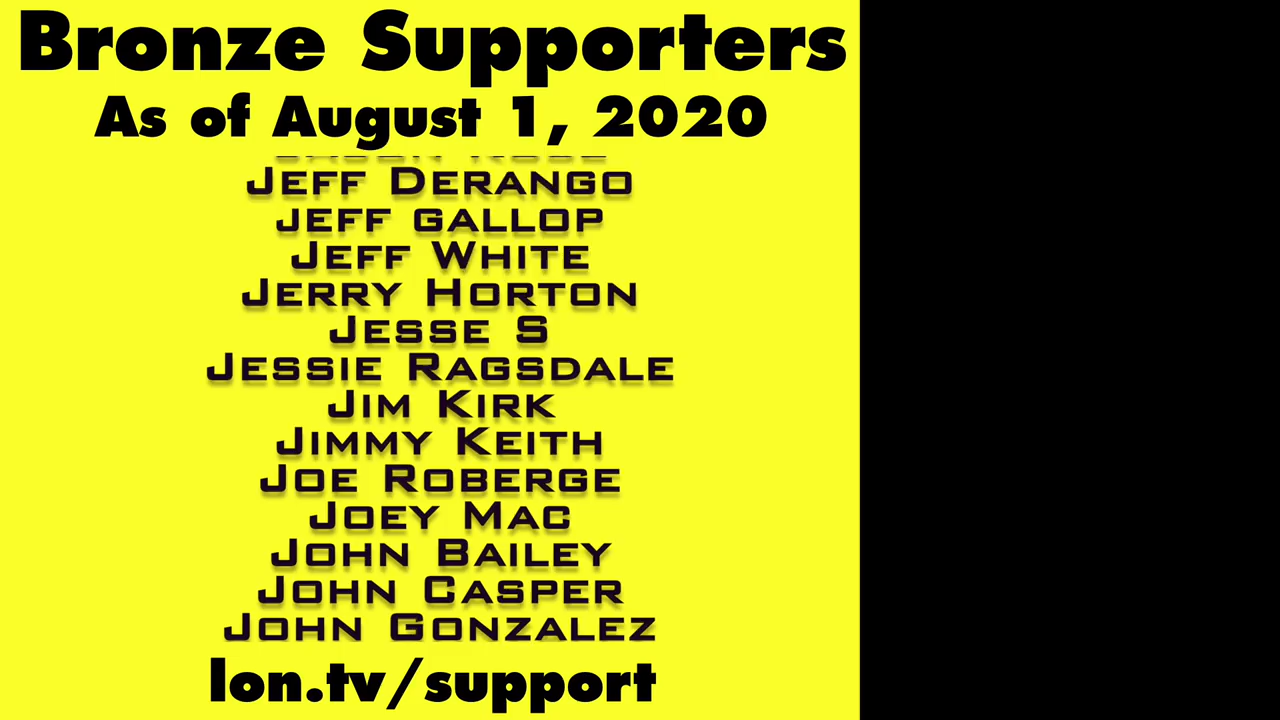 Bronze Supporters
As of August 1, 2020
Jeff Derango
jeff gallop
Jeff White
Jerry Horton
Jesse S
Jessie Ragsdale
Jim Kirk
Jimmy Keith
Joe Roberge
Joey Mac
John Bailey
John Casper
John Gonzalez
lon.tv/support